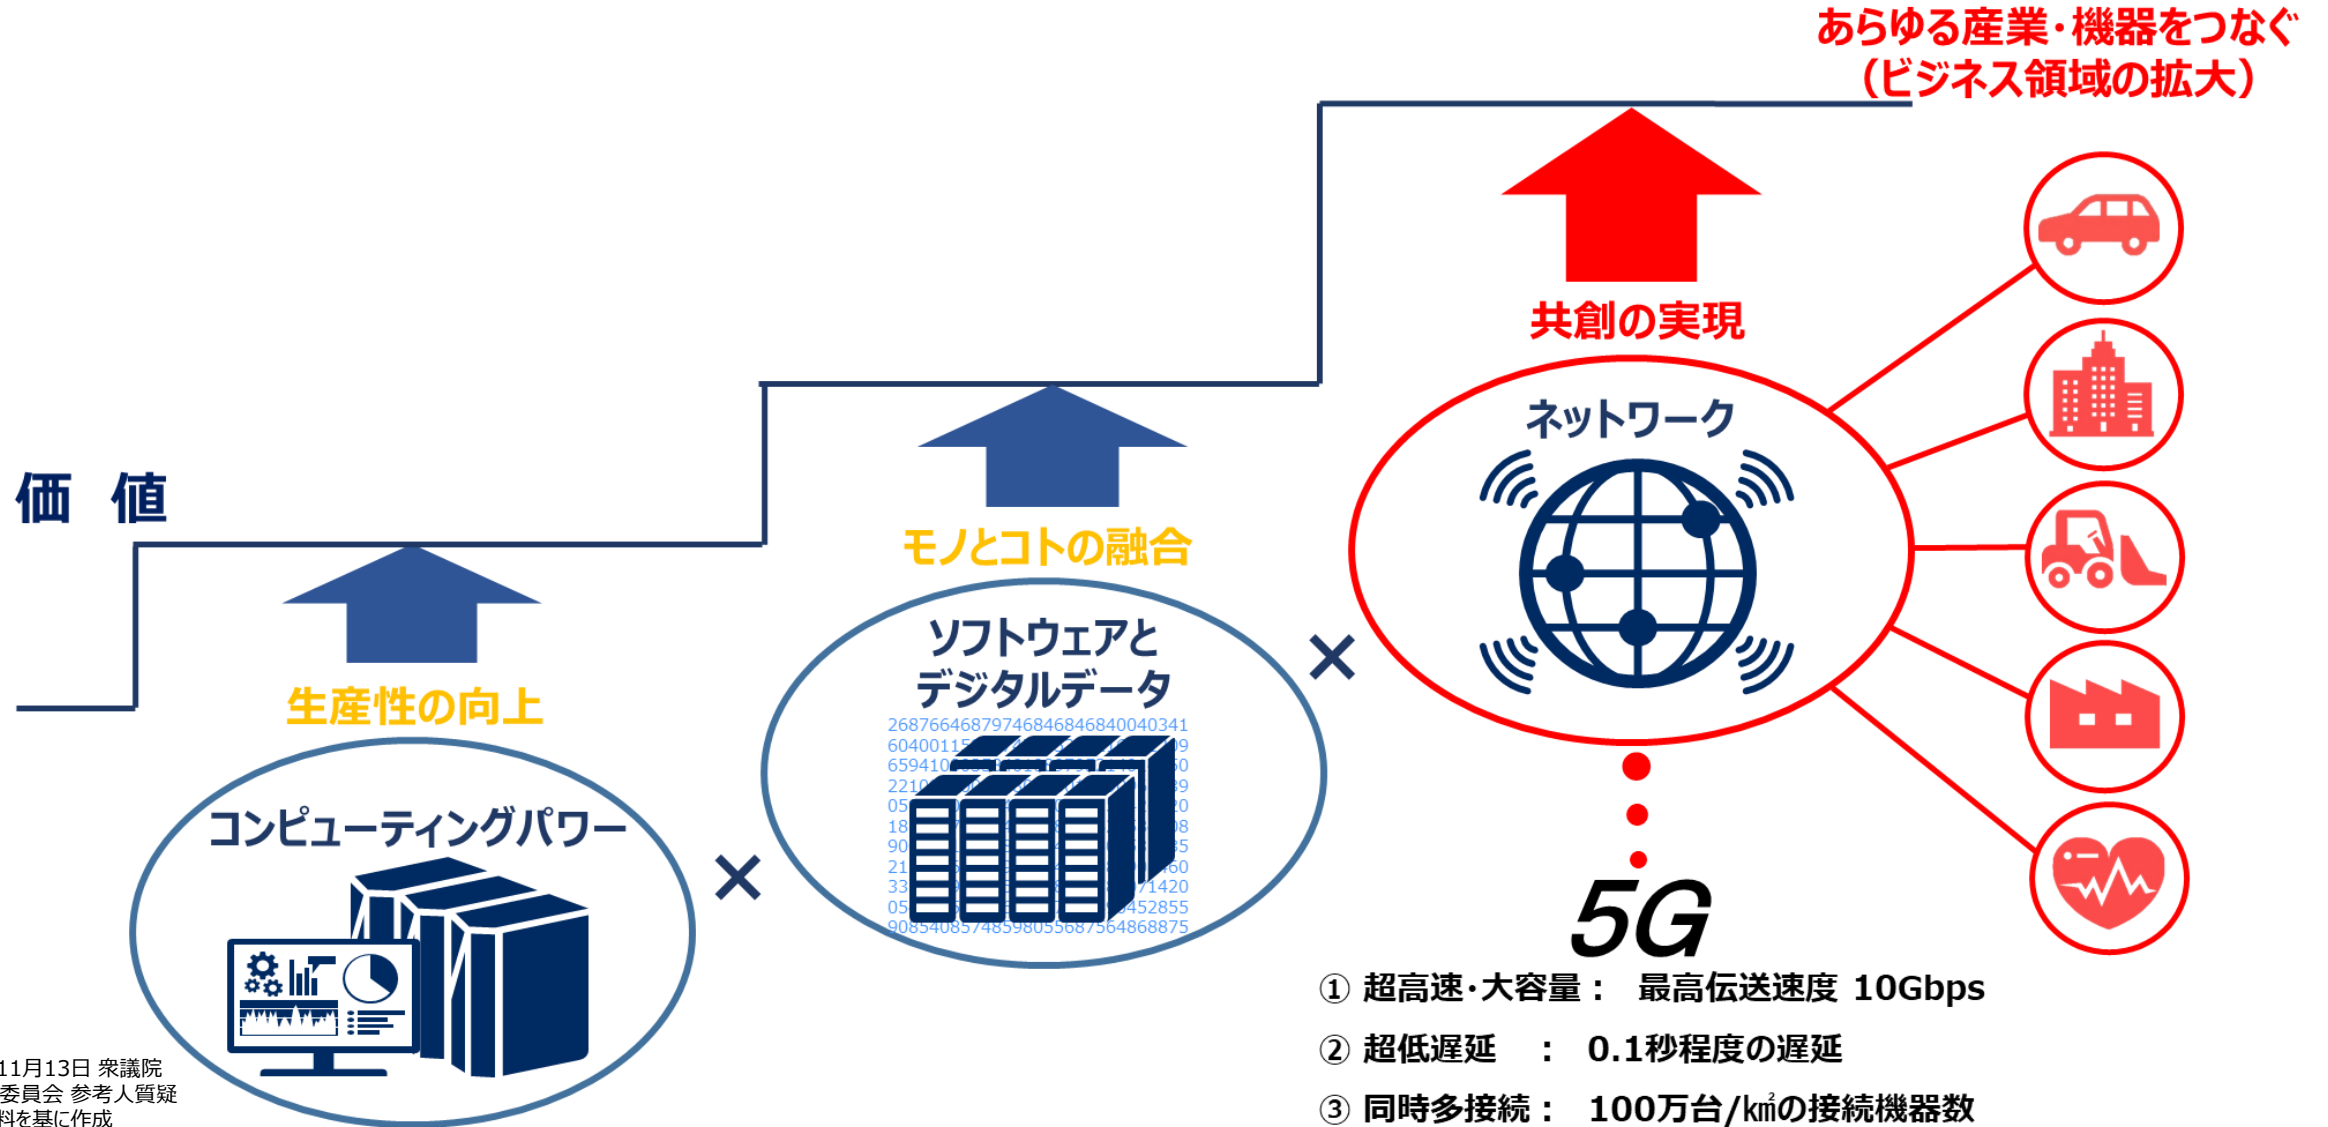 あらゆる産業・機器をつなぐ
（ビジネス領域の拡大）
共創の実現
ネットワーク
価 値
モノとコトの融合
ソフトウェアと
デジタルデータ
26876646879746846846840040341
生産性の向上
コンピューティングパワー
×
×
90854085748598055687564868875
5G
① 超高速・大容量： 最高伝送速度 10Gbps
② 超低遅延 ： 0.1秒程度の遅延
③ 同時多接続： 100万台/㎢の接続機器数
11月13日 衆議院
委員会 参考人質疑
料を基に作成